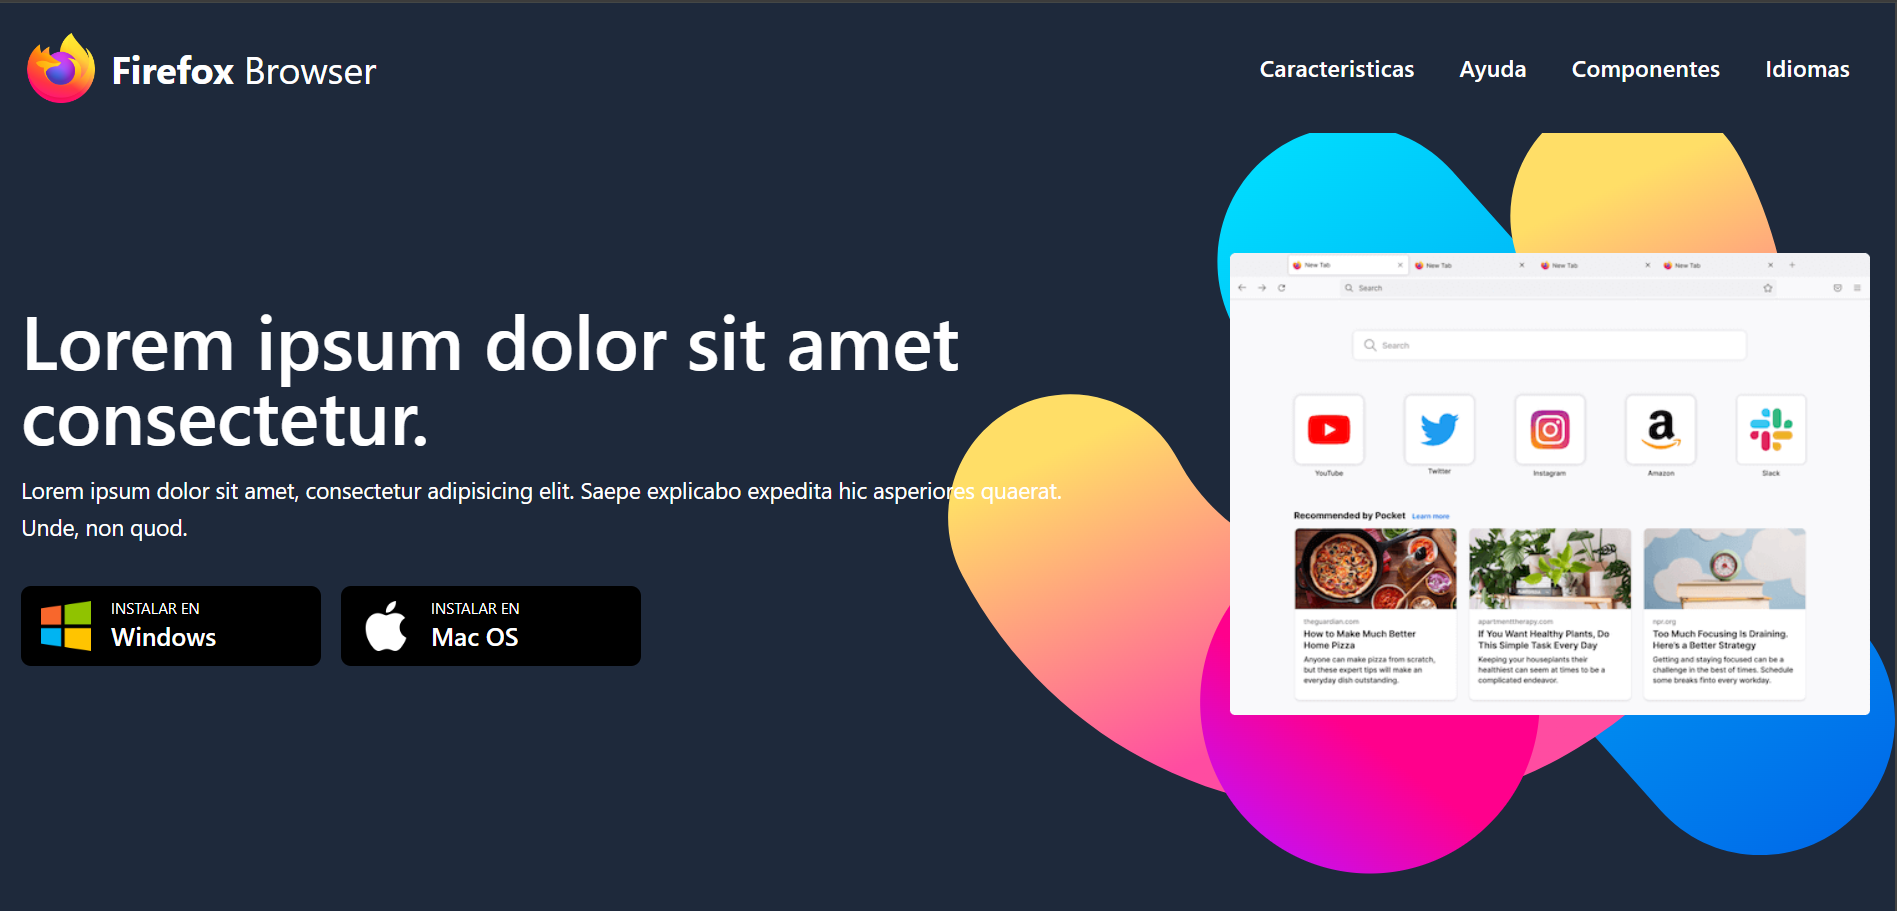 Firefox Browser
Caracteristicas Ayuda Componentes Idiomas
Lorem ipsum dolor sit amet
consectetur.
Lorem ipsum dolor sit amet, consectetur adipisicing elit. Saepe explicabo expedita hic asperiores quaerat.
Unde, non quod.
INSTALAR EN
Windows
INSTALAR EN
Mac OS
New Tab New Tab New Tab New Tab
Search
Search
YouTube Twitter Instagram Amazon Slack
Recommended by Pocket Learn more
theguardian.com
How to Make Much Better
Home Pizza
Anyone can make pizza from scratch,
but these expert tips will make an
everyday dish outstanding.
apartmenttherapy.com
If You Want Healthy Plants, Do
This Simple Task Every Day
Keeping your houseplants their
healthiest can seem at times to be a
complicated endeavor.
npr.org
Too Much Focusing Is Draining.
Here's a Better Strategy
Getting and staying focused can be a
challenge in the best of times. Schedule
some breaks finto every workday.